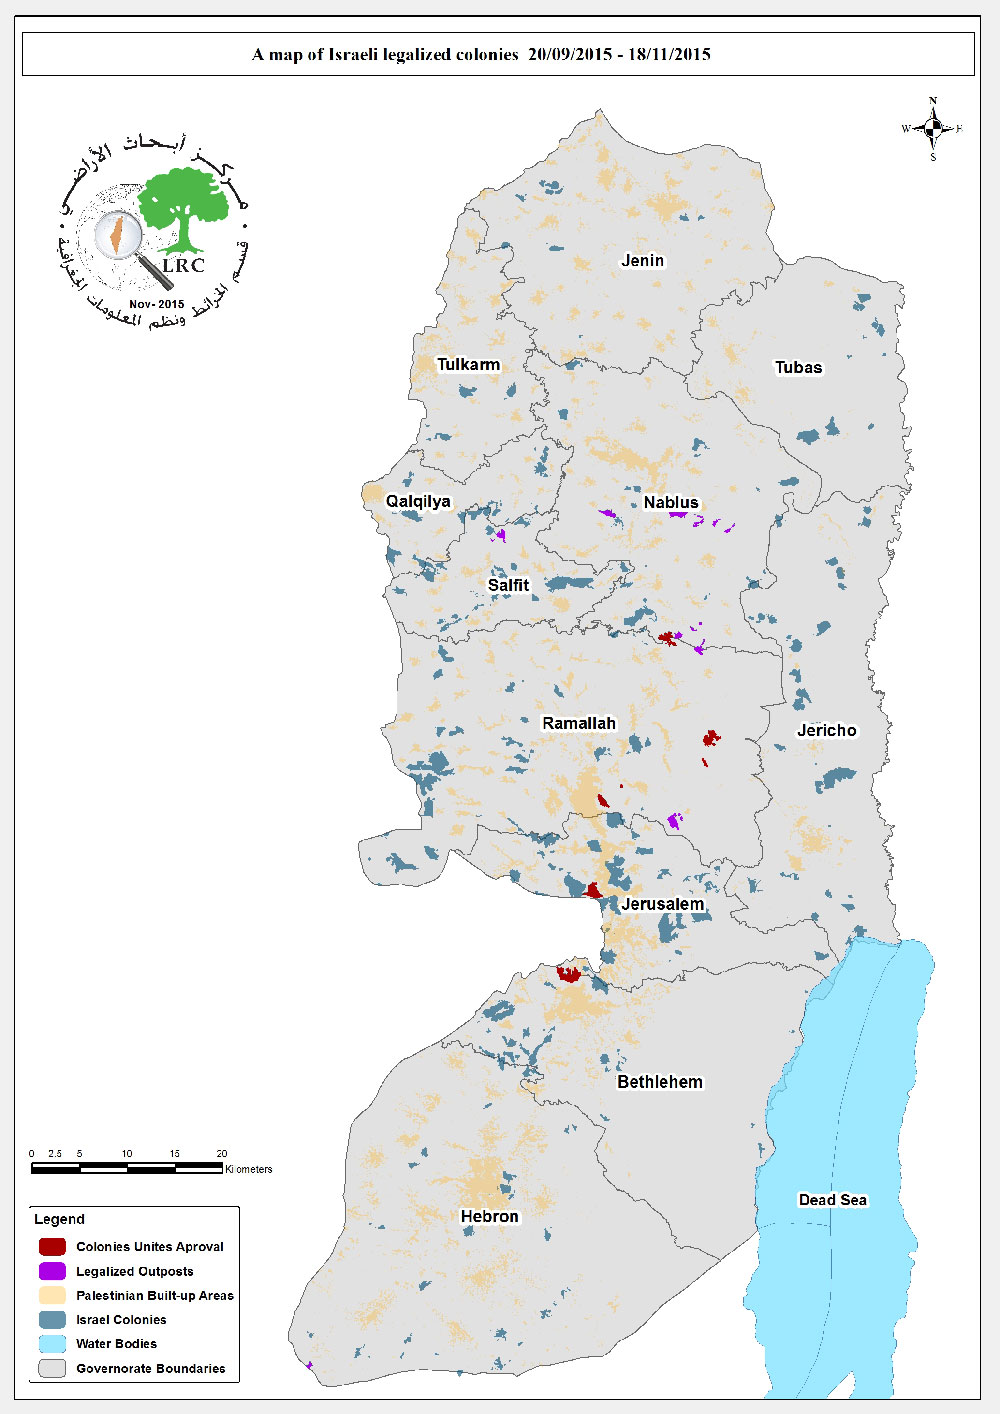 A map of Israeli legalized colonies 20/09/2015 - 18/11/2015
N
W E
S
مركز أبحاث الأراضي
LRC
Nov- 2015
قسم الخرائط ونظم المعلومات الجغرافية
Jenin
Tulkarm
Tubas
Qalqilya
Nablus
Salfit
Ramallah
Jericho
Jerusalem
Bethlehem
Dead Sea
Hebron
0 2.5 5 10 15 20
Kilometers
Legend
Colonies Unites Aproval
Legalized Outposts
Palestinian Built-up Areas
Israel Colonies
Water Bodies
Governorate Boundaries